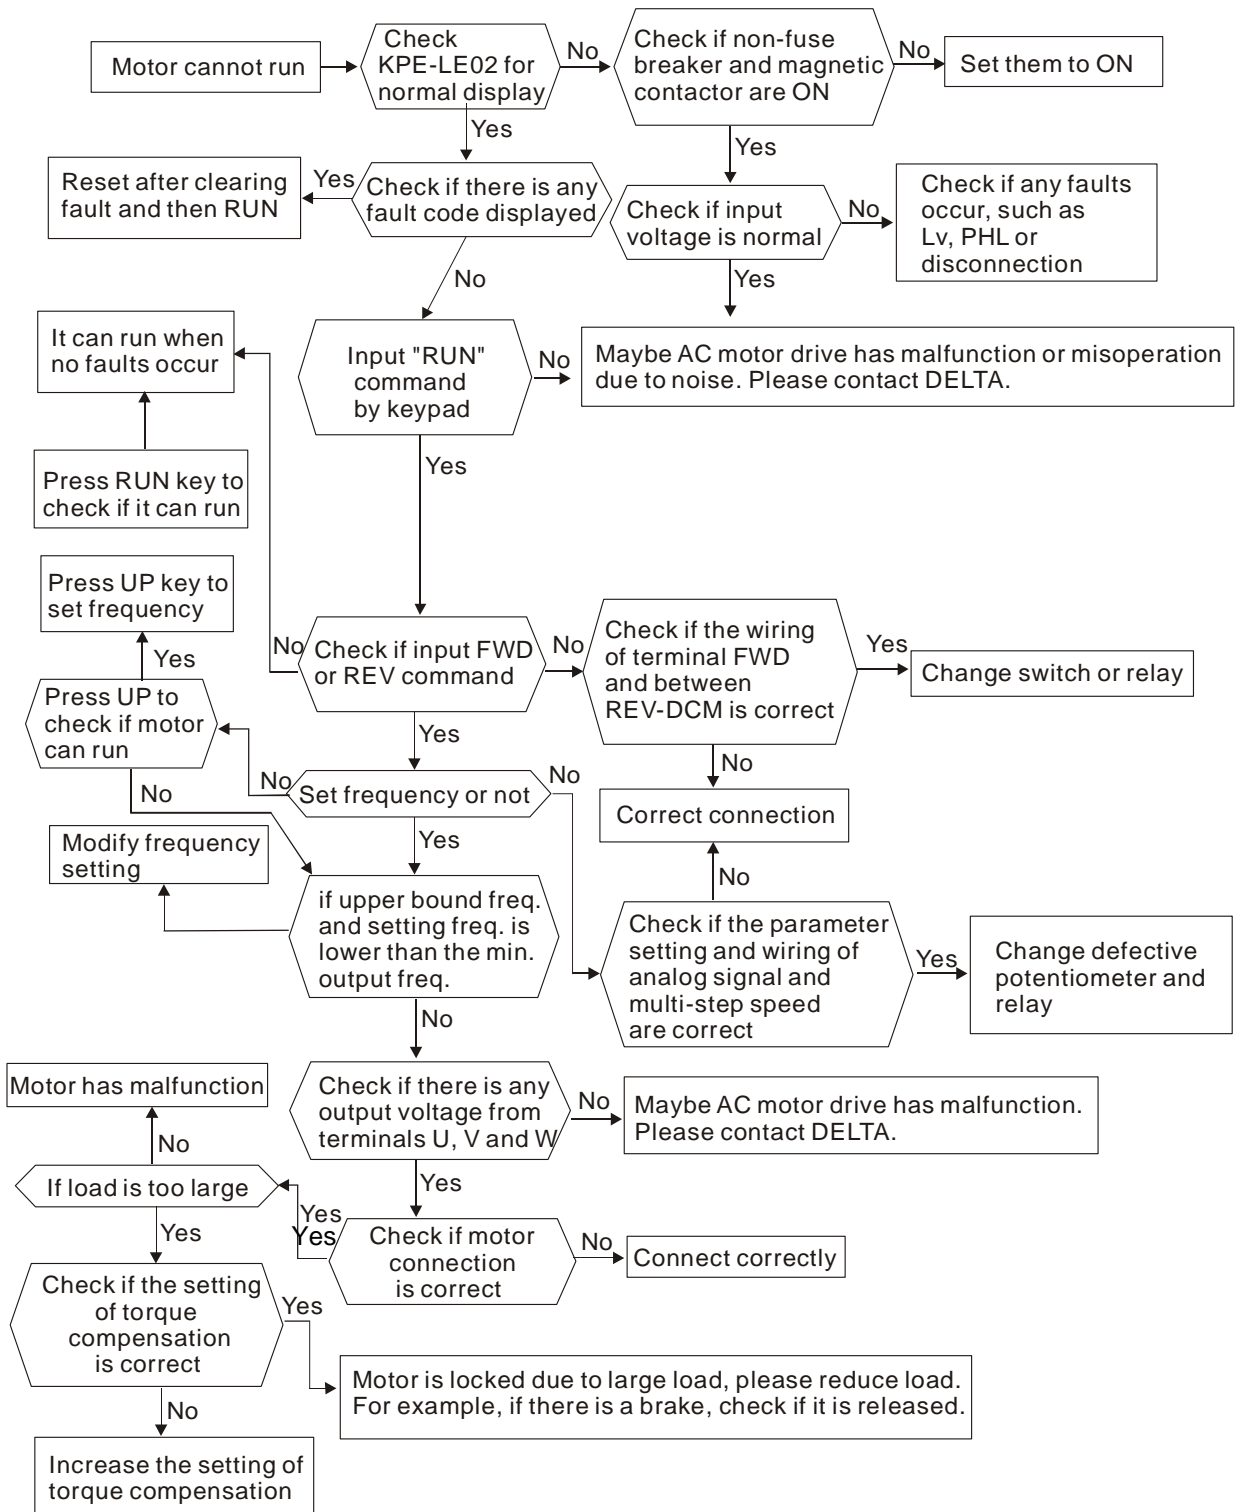 Motor cannot run
Check
KPE-LE02 for
normal display
No
Check if non-fuse
breaker and magnetic
contactor are ON
No
Set them to ON
Yes
Yes
Reset after clearing
fault and then RUN
Yes
Check if there is any
fault code displayed
Check if input
voltage is normal
No
Check if any faults
occur, such as
Lv, PHL or
disconnection
No
Yes
It can run when
no faults occur
Input "RUN"
command
by keypad
No
Maybe AC motor drive has malfunction or misoperation
due to noise. Please contact DELTA.
Yes
Press RUN key to
check if it can run
Press UP key to
set frequency
Yes
No
Check if input FWD
or REV command
No
Check if the wiring
of terminal FWD
and between
REV-DCM is correct
Yes
Change switch or relay
Press UP to
check if motor
can run
Yes
No
No
No
Set frequency or not
No
Correct connection
Modify frequency
setting
Yes
No
if upper bound freq.
and setting freq. is
lower than the min.
output freq.
Check if the parameter
setting and wiring of
analog signal and
multi-step speed
are correct
Yes
Change defective
potentiometer and
relay
No
Motor has malfunction
Check if there is any
output voltage from
terminals U, V and W
No
Maybe AC motor drive has malfunction.
Please contact DELTA.
No
If load is too large
Yes
Yes
Yes
Yes
Check if motor
connection
is correct
No
Connect correctly
Check if the setting
of torque
compensation
is correct
Yes
Motor is locked due to large load, please reduce load.
For example, if there is a brake, check if it is released.
No
Increase the setting of
torque compensation